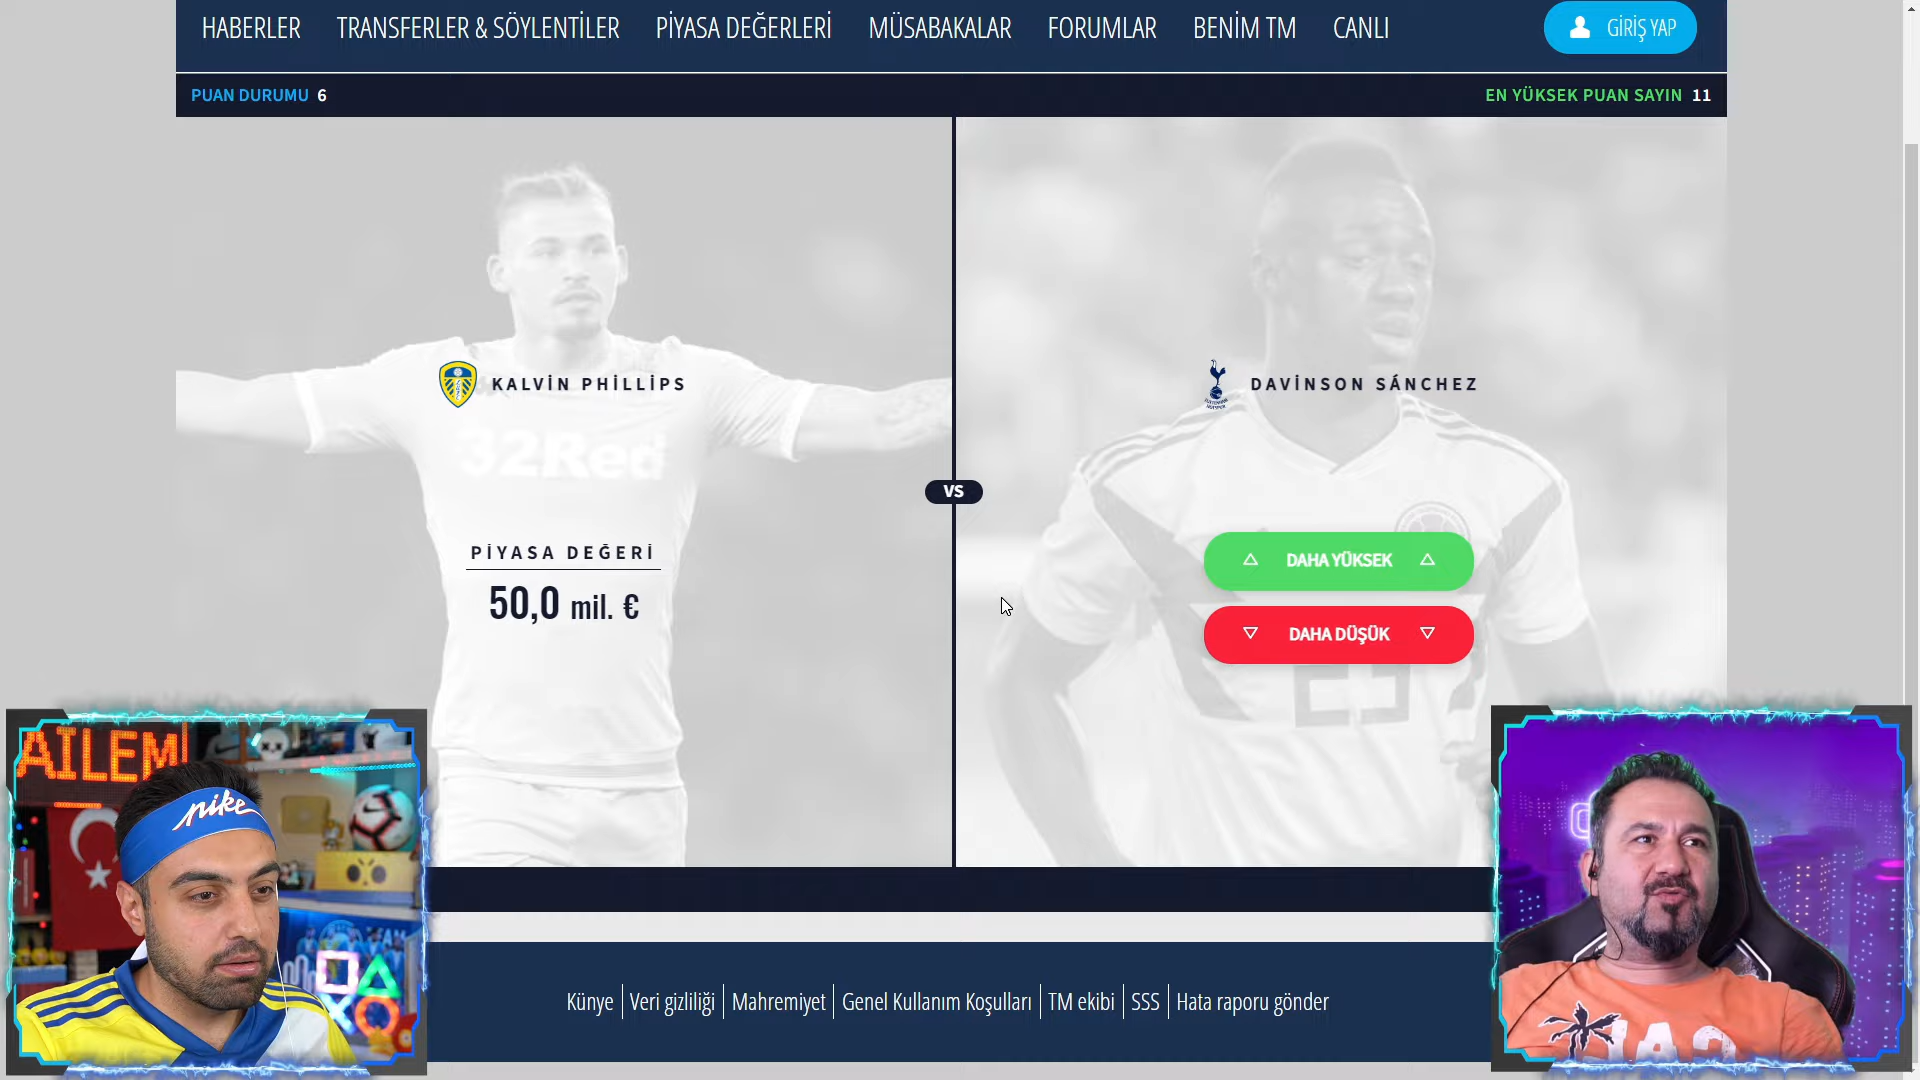 HABERLER TRANSFERLER & SÖYLENTİLER PİYASA DEĞERLERİ MÜSABAKALAR FORUMLAR BENİM TM CANLI GİRİŞ YAP
PUAN DURUMU 6
EN YÜKSEK PUAN SAYIN 11
KALVİN PHİLLİPS
DAVİNSON SÁNCHEZ
32Red
VS
PİYASA DEĞERİ
50,0 mil. €
DAHA YÜKSEK
DAHA DÜŞÜK
23
AİLEM
nike
Künye Veri gizliliği Mahremiyet Genel Kullanım Koşulları TM ekibi SSS Hata raporu gönder